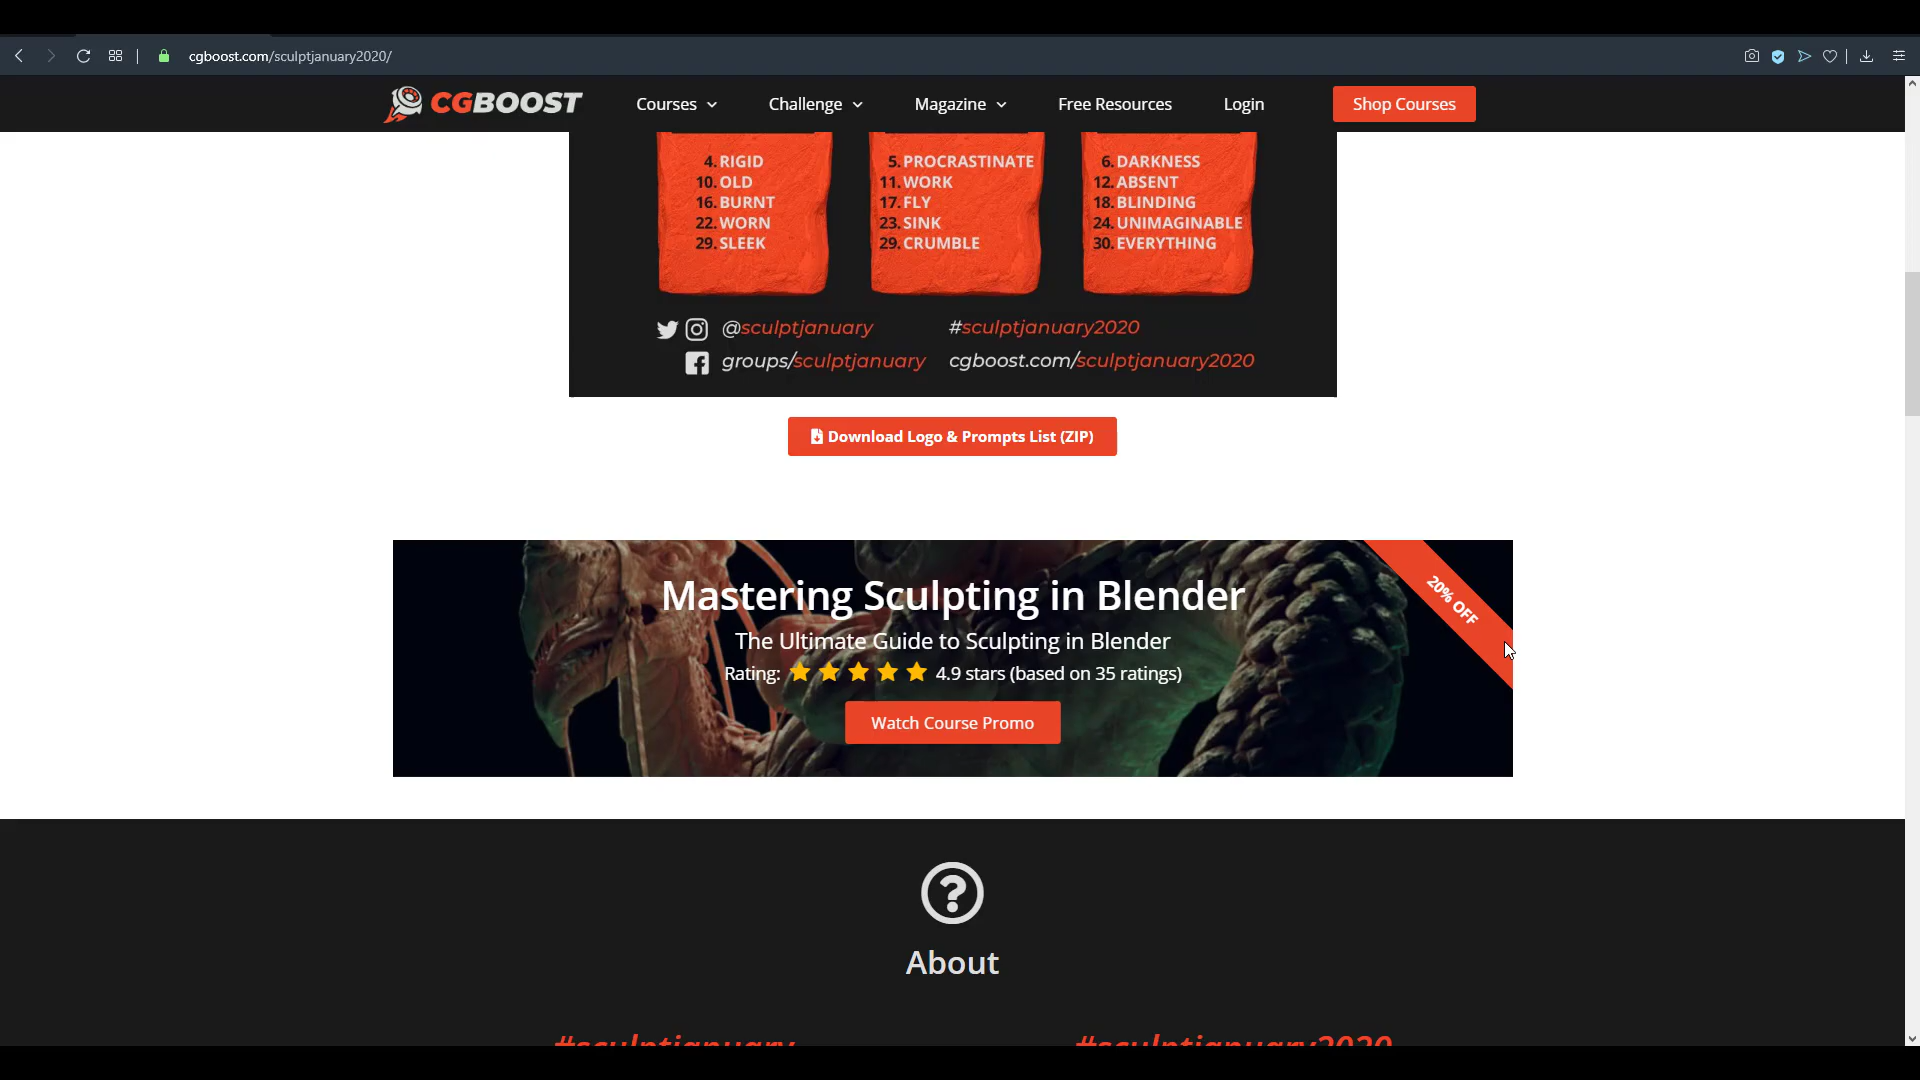 cgboost.com/sculptjanuary2020/
CGBOOST
Courses
Challenge
Magazine
Free Resources
Login
Shop Courses
4. RIGID
10. OLD
16. BURNT
22. WORN
29. SLEEK
5. PROCRASTINATE
11. WORK
17. FLY
23. SINK
29. CRUMBLE
6. DARKNESS
12. ABSENT
18. BLINDING
24. UNIMAGINABLE
30. EVERYTHING
@sculptjanuary
#sculptjanuary2020
groups/sculptjanuary
cgboost.com/sculptjanuary2020
Download Logo & Prompts List (ZIP)
Mastering Sculpting in Blender
20% OFF
The Ultimate Guide to Sculpting in Blender
Rating: 4.9 stars (based on 35 ratings)
Watch Course Promo
About
#sculptjanuary
#sculptjanuary2020